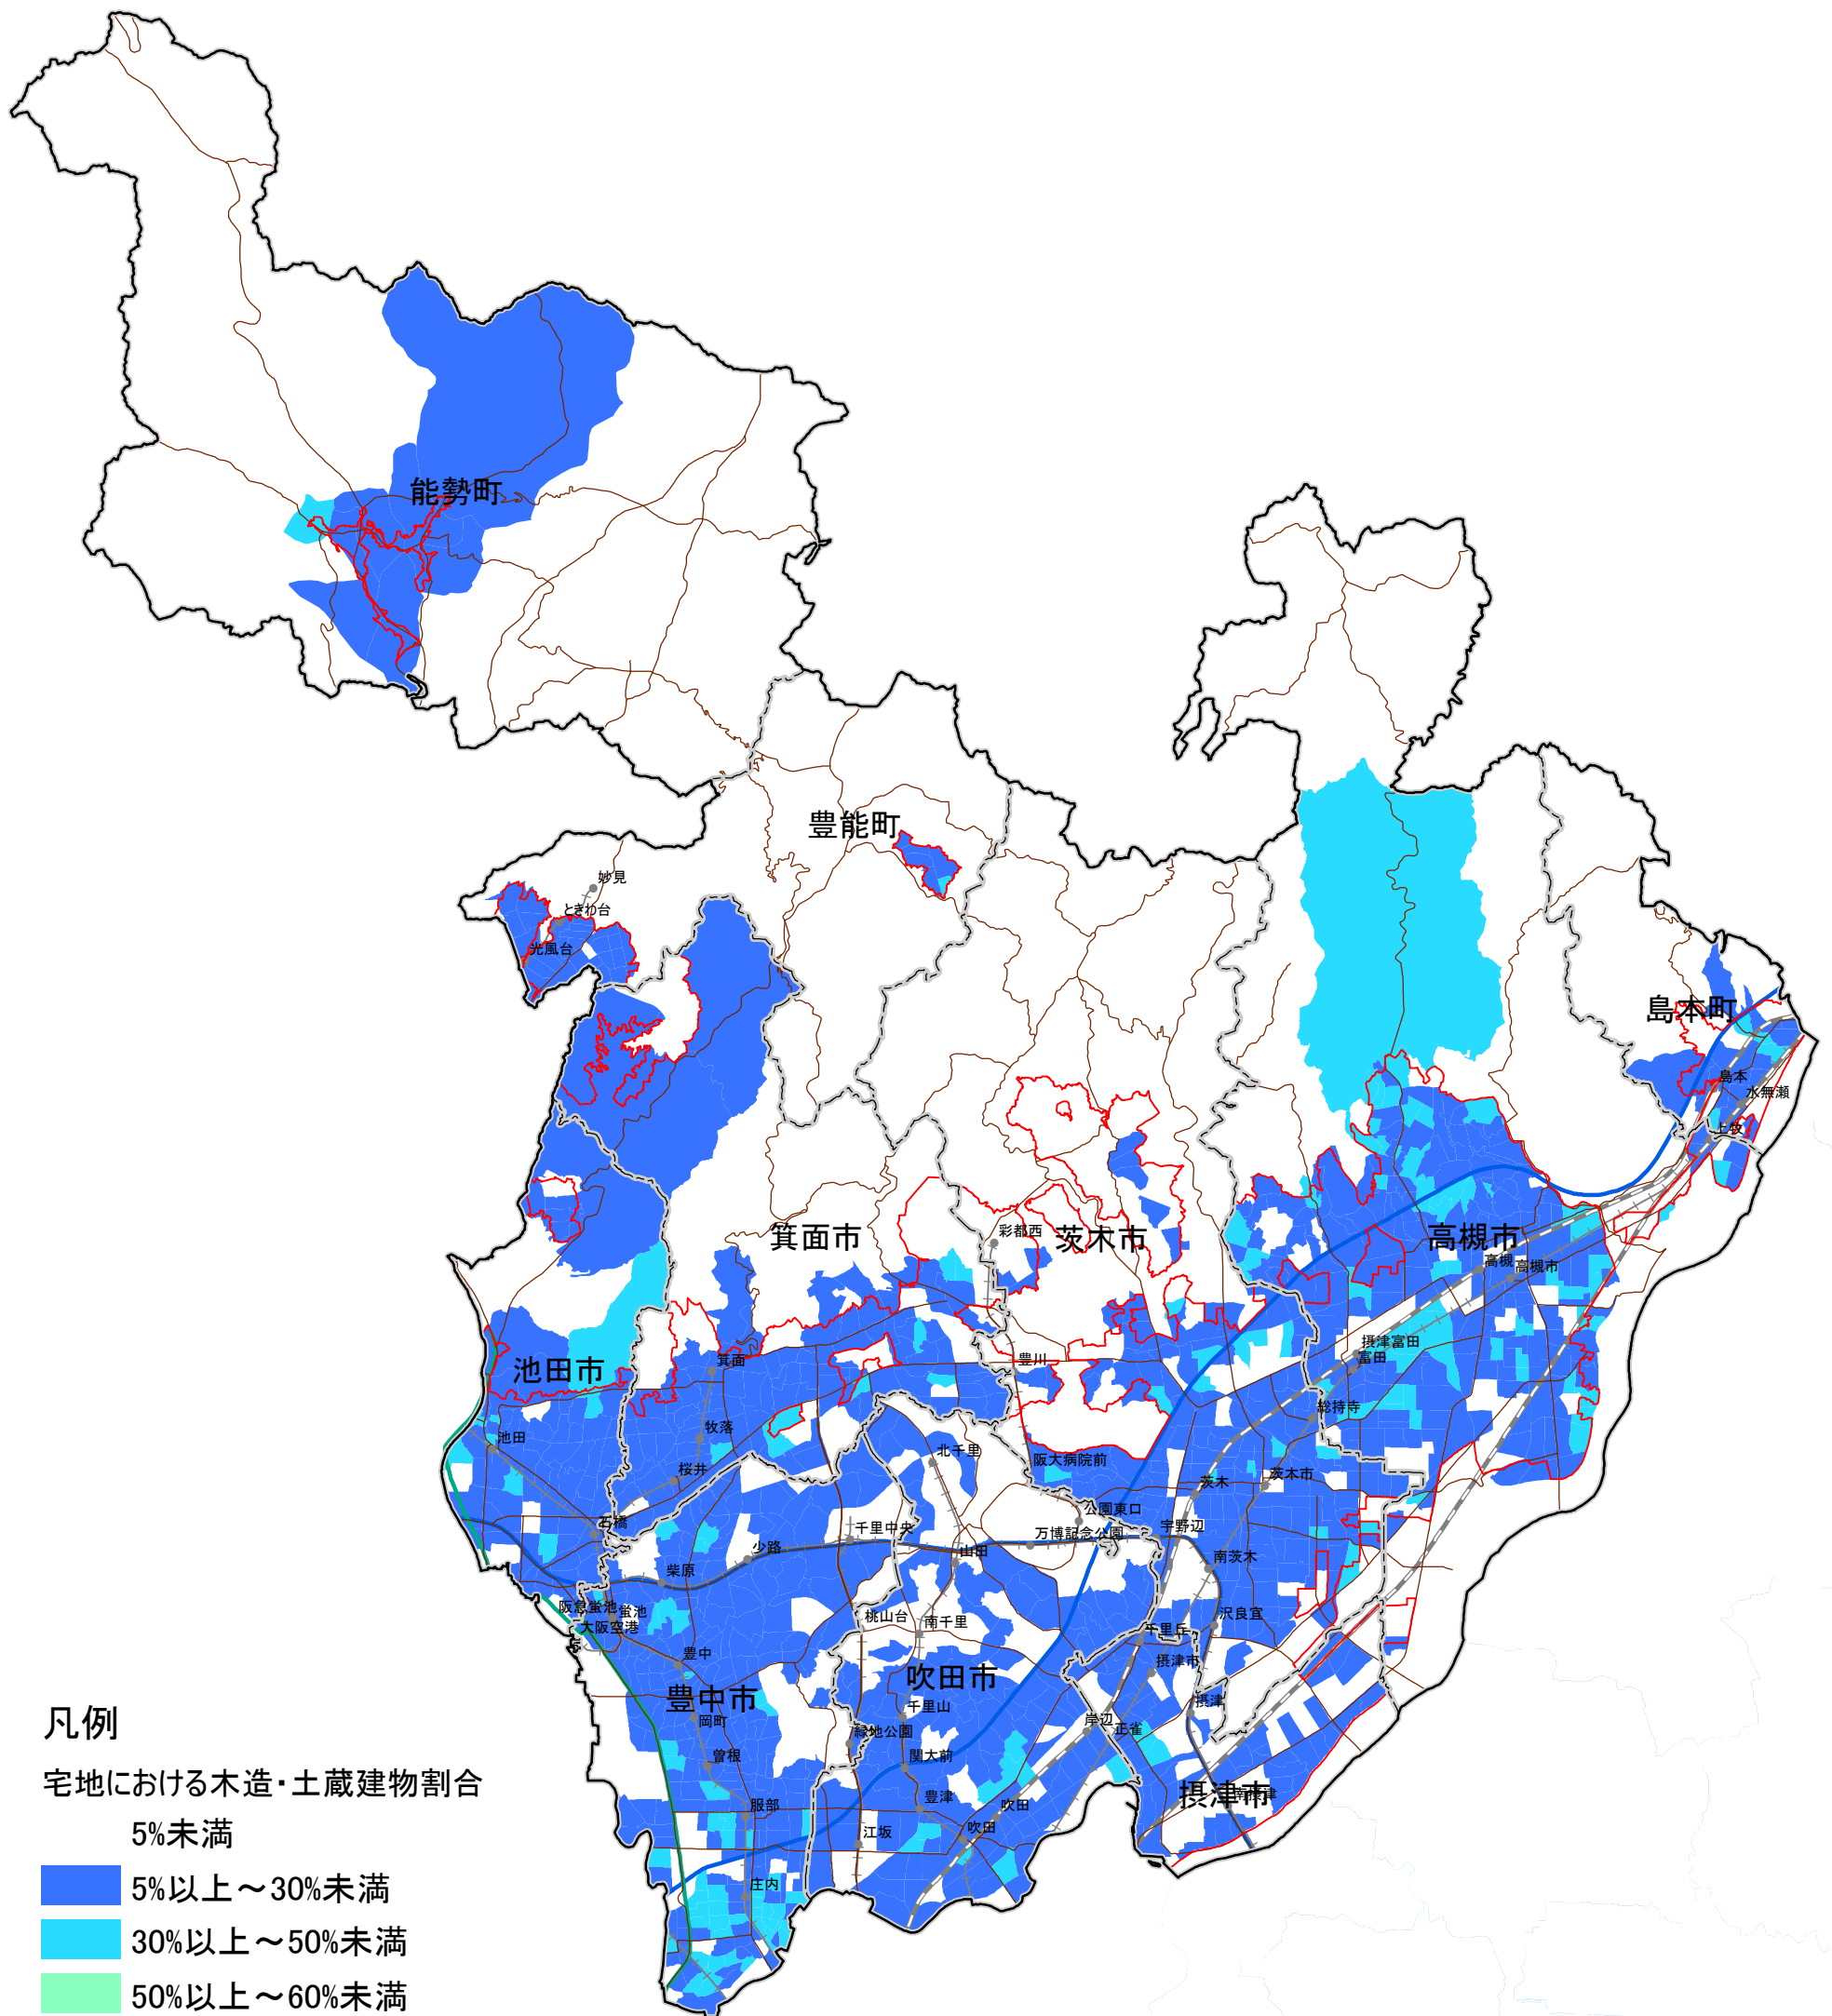 能勢町
豊能町
妙見
ときわ台
光風台
島本町
島本
水無瀬
上牧
箕面市
彩都西
茨木市
高槻市
高槻
高槻市
摂津富田
富田
池田市
箕面
豊川
総持寺
牧落
池田
北千里
阪大病院前
桜井
茨木
茨木市
公園東口
石橋
千里中央
万博記念公園
宇野辺
少路
山田
南茨木
柴原
阪急蛍池
蛍池
大阪空港
桃山台
南千里
沢良宜
千里丘
豊中
吹田市
摂津市
豊中市
岡町
千里山
摂津
緑地公園
岸辺
正雀
曽根
関大前
摂津市
南摂津
服部
豊津
吹田
江坂
吹田
庄内
凡例
宅地における木造・土蔵建物割合
5%未満
5%以上～30%未満
30%以上～50%未満
50%以上～60%未満